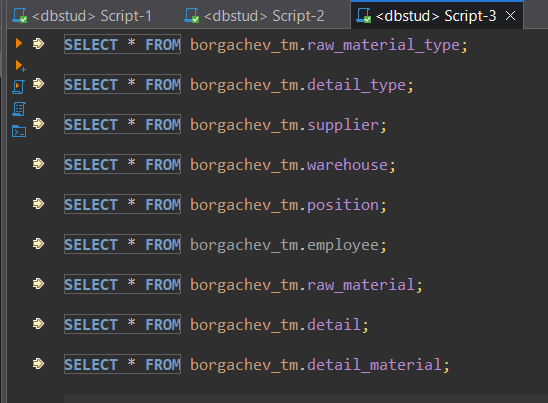 <dbstud> Script-1 <dbstud> Script-2 <dbstud> Script-3
SELECT * FROM borgachev_tm.raw_material_type;
SELECT * FROM borgachev_tm.detail_type;
SELECT * FROM borgachev_tm.supplier;
SELECT * FROM borgachev_tm.warehouse;
SELECT * FROM borgachev_tm.position;
SELECT * FROM borgachev_tm.employee;
SELECT * FROM borgachev_tm.raw_material;
SELECT * FROM borgachev_tm.detail;
SELECT * FROM borgachev_tm.detail_material;